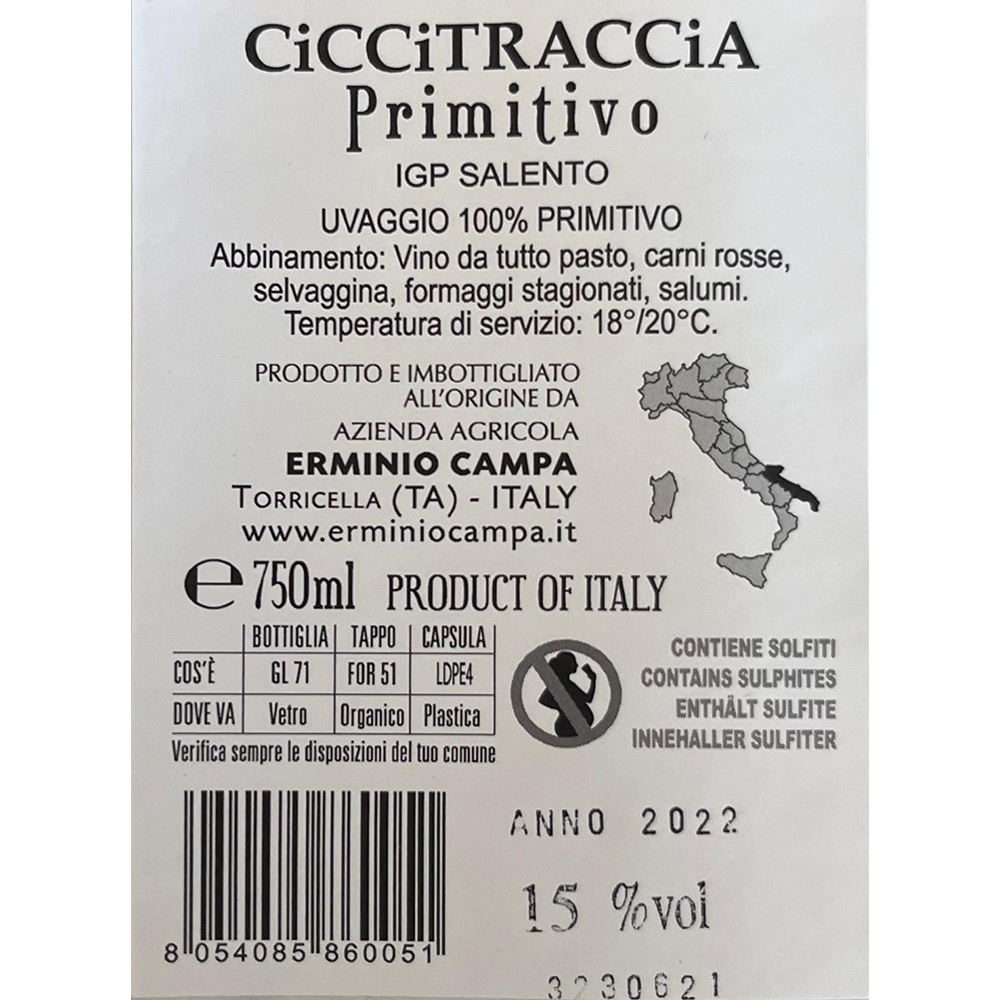 CiCCiTRACCiA
Primitivo
IGP SALENTO
UVAGGIO 100% PRIMITIVO
Abbinamento: Vino da tutto pasto, carni rosse,
selvaggina, formaggi stagionati, salumi.
Temperatura di servizio: 18°/20°C.
PRODOTTO E IMBOTTIGLIATO
ALL'ORIGINE DA
AZIENDA AGRICOLA
ERMINIO CAMPA
TORRICELLA (TA) - ITALY
www.erminiocampa.it
℮ 750ml PRODUCT OF ITALY
BOTTIGLIA TAPPO CAPSULA
COS'È GL 71 FOR 51 LDPE4
DOVE VA Vetro Organico Plastica
Verifica sempre le disposizioni del tuo comune
CONTIENE SOLFITI
CONTAINS SULPHITES
ENTHÄLT SULFITE
INNEHALLER SULFITER
ANNO 2022
15 %vol
8 054085 860051